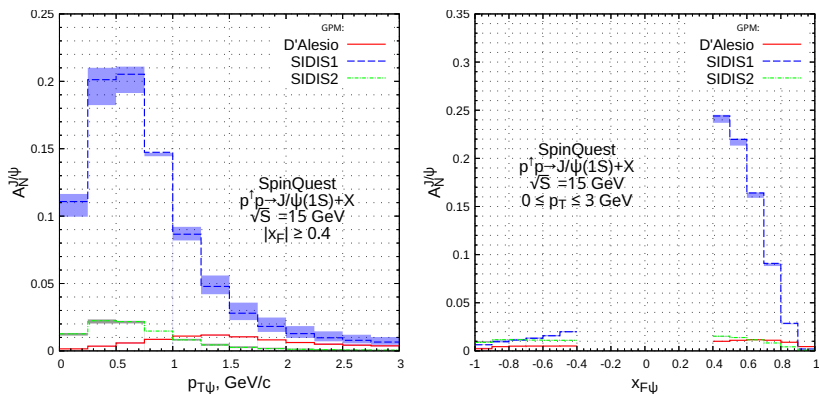 GPM:
D'Alesio
SIDIS1
SIDIS2
A_N^{J/ψ}
0.25
0.2
0.15
0.1
0.05
0
SpinQuest
p↑p→J/ψ(1S)+X
√S =15 GeV
|x_F| ≥ 0.4
0 0.5 1 1.5 2 2.5 3
p_{Tψ}, GeV/c
GPM:
D'Alesio
SIDIS1
SIDIS2
A_N^{J/ψ}
0.35
0.3
0.25
0.2
0.15
0.1
0.05
0
SpinQuest
p↑p→J/ψ(1S)+X
√S =15 GeV
0 ≤ p_T ≤ 3 GeV
-1 -0.8 -0.6 -0.4 -0.2 0 0.2 0.4 0.6 0.8 1
x_{Fψ}